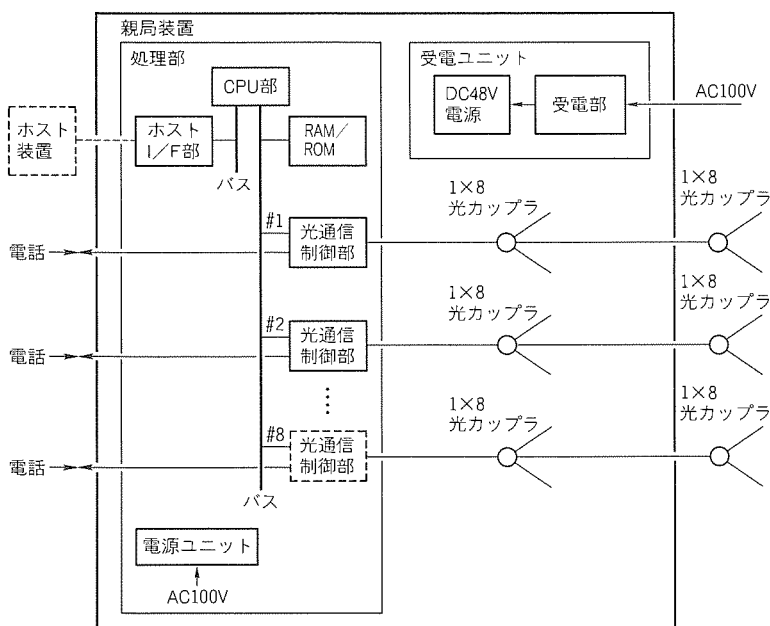 親局装置
処理部
CPU部
ホスト
装置
ホスト
I/F部
RAM/
ROM
バス
受電ユニット
DC48V
電源
受電部
AC100V
#1
光通信
制御部
電話
1×8
光カップラ
1×8
光カップラ
#2
光通信
制御部
電話
1×8
光カップラ
1×8
光カップラ
#8
光通信
制御部
電話
1×8
光カップラ
1×8
光カップラ
バス
電源ユニット
AC100V